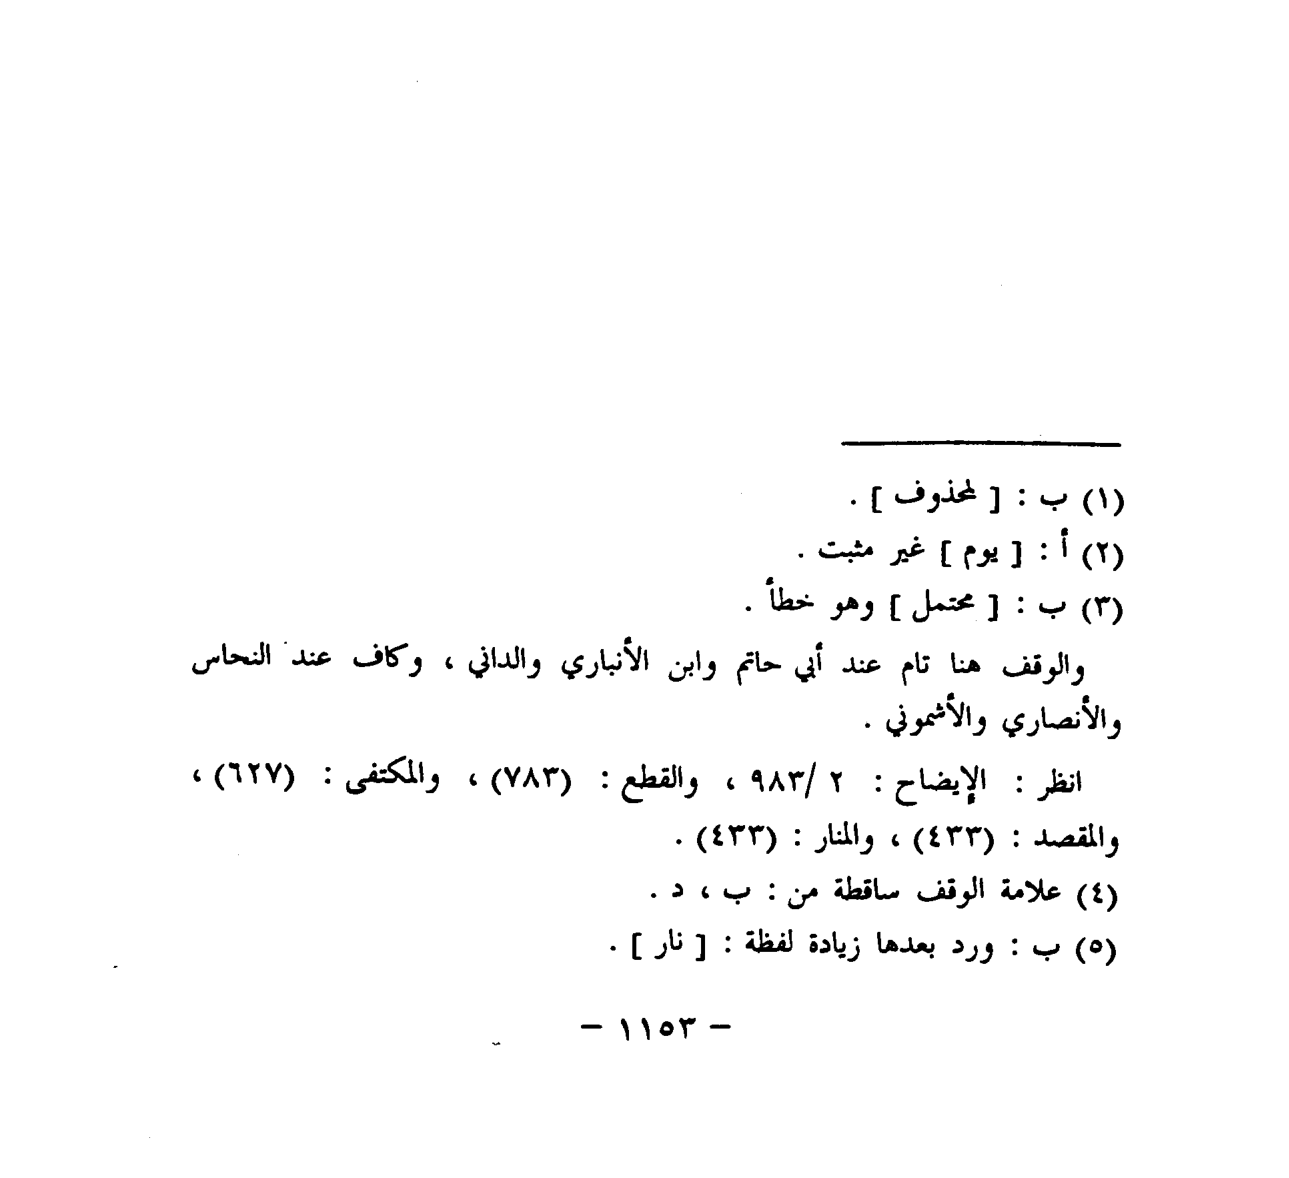 (١) ب : [ لمحذوف ] .
(٢) أ : [ يوم ] غير مثبت .
(٣) ب : [ محتمل ] وهو خطأ .
والوقف هنا تام عند أبي حاتم وابن الأنباري والداني ، وكاف عند النحاس
والأنصاري والأشموني .
انظر : الإيضاح : ٢ /٩٨٣ ، والقطع : (٧٨٣) ، والمكتفى : (٦٢٧) ،
والمقصد : (٤٣٣) ، والمنار : (٤٣٣) .
(٤) علامة الوقف ساقطة من : ب ، د .
(٥) ب : ورد بعدها زيادة لفظة : [ نار ] .
– ١١٥٣ –